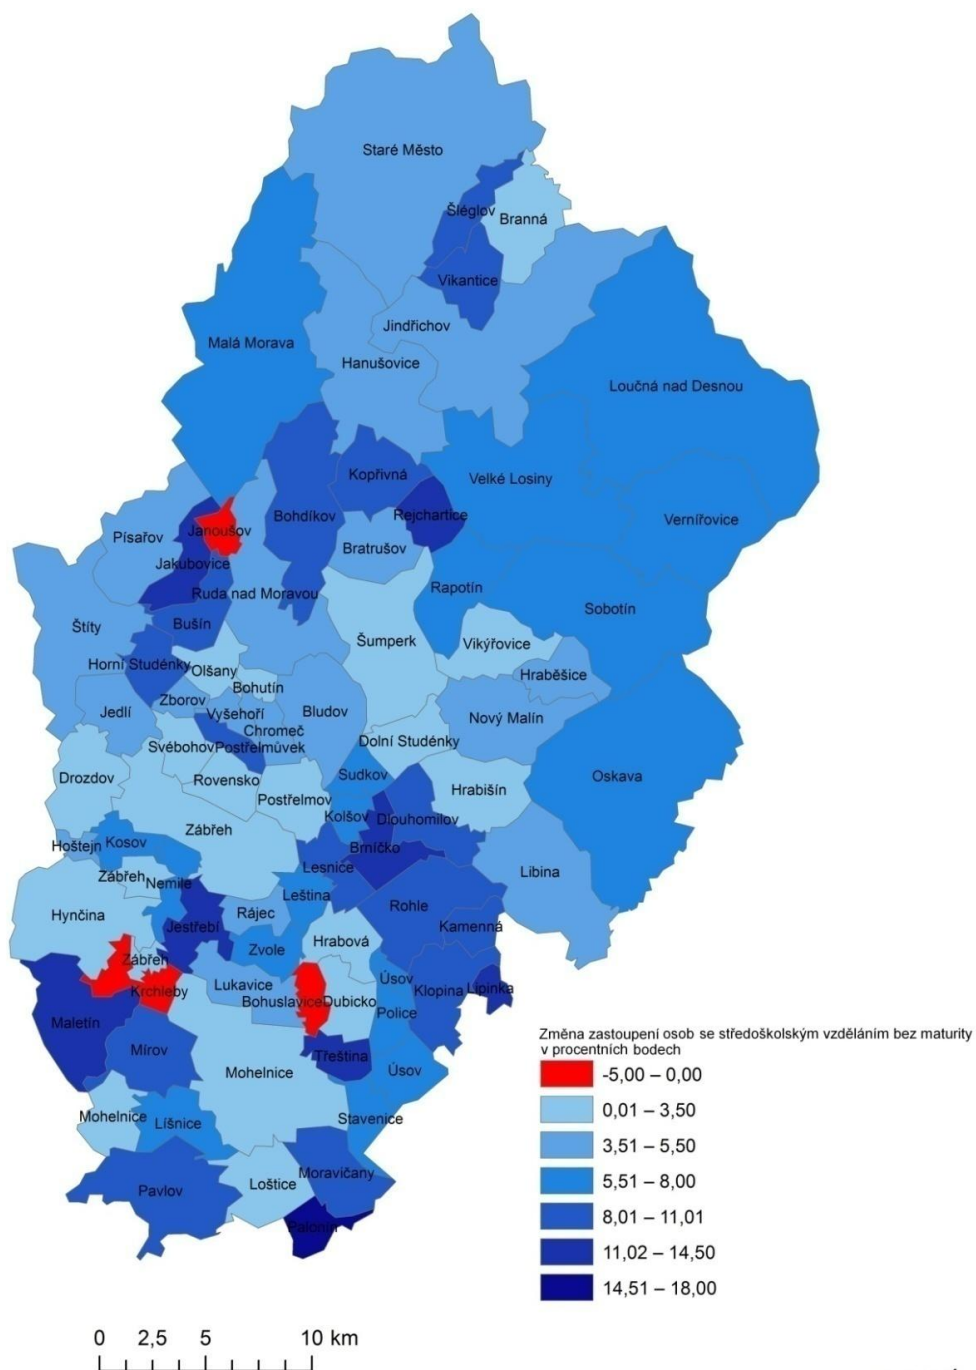 Staré Město
Šléglov
Branná
Vikantice
Jindřichov
Malá Morava
Hanušovice
Loučná nad Desnou
Kopřivná
Velké Losiny
Rejchartice
Bohdíkov
Vernířovice
Janoušov
Písařov
Bratrušov
Jakubovice
Rapotín
Ruda nad Moravou
Sobotín
Štíty
Bušín
Šumperk
Vikýřovice
Horní Studénky
Olšany
Hraběšice
Bohutín
Zborov
Jedlí
Vyšehoří
Bludov
Nový Malín
Chromeč
Svébohov
Postřelmůvek
Dolní Studénky
Drozdov
Rovensko
Sudkov
Oskava
Postřelmov
Hrabišín
Kolšov
Dlouhomilov
Zábřeh
Hoštejn
Kosov
Brníčko
Lesnice
Libina
Zábřeh
Nemile
Leština
Hynčina
Rájec
Rohle
Jestřebí
Kamenná
Hrabová
Zvole
Zábřeh
Úsov
Lukavice
Krchleby
Bohuslavice
Dubicko
Klopina
Lipinka
Police
Maletín
Mírov
Třeština
Mohelnice
Úsov
Mohelnice
Líšnice
Stavenice
Moravičany
Pavlov
Loštice
Palonín
Změna zastoupení osob se středoškolským vzděláním bez maturity
v procentních bodech
-5,00 – 0,00
0,01 – 3,50
3,51 – 5,50
5,51 – 8,00
8,01 – 11,01
11,02 – 14,50
14,51 – 18,00
0 2,5 5 10 km